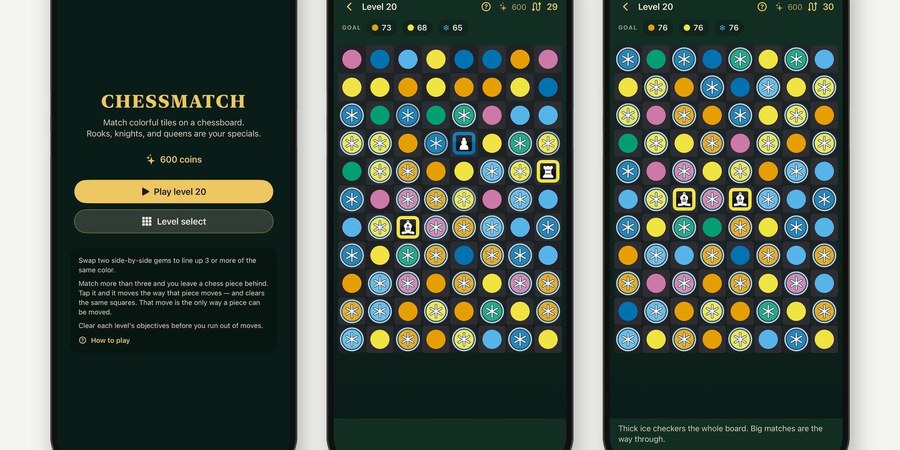 CHESSMATCH
Match colorful tiles on a chessboard.
Rooks, knights, and queens are your specials.
600 coins
Play level 20
Level select
Swap two side-by-side gems to line up 3 or more of the
same color.
Match more than three and you leave a chess piece behind.
Tap it and it moves the way that piece moves — and clears
the same squares. That move is the only way a piece can
be moved.
Clear each level's objectives before you run out of moves.
How to play
Level 20
600
29
GOAL
73
68
65
Level 20
600
30
GOAL
76
76
76
Thick ice checkers the whole board. Big matches are the
way through.